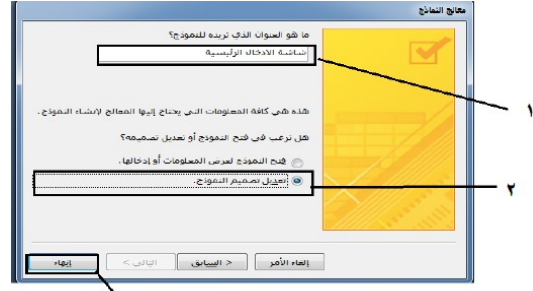 معالج النماذج
ما هو العنوان الذي تريده للنموذج؟
شاشة الادخال الرئيسية
١
هذه هي كافة المعلومات التي يحتاج إليها المعالج لإنشاء النموذج.
هل ترغب في فتح النموذج أو تعديل تصميمه؟
فتح النموذج لعرض المعلومات أو إدخالها.
تعديل تصميم النموذج.
٢
إلغاء الأمر
< السابق
التالي >
إنهاء